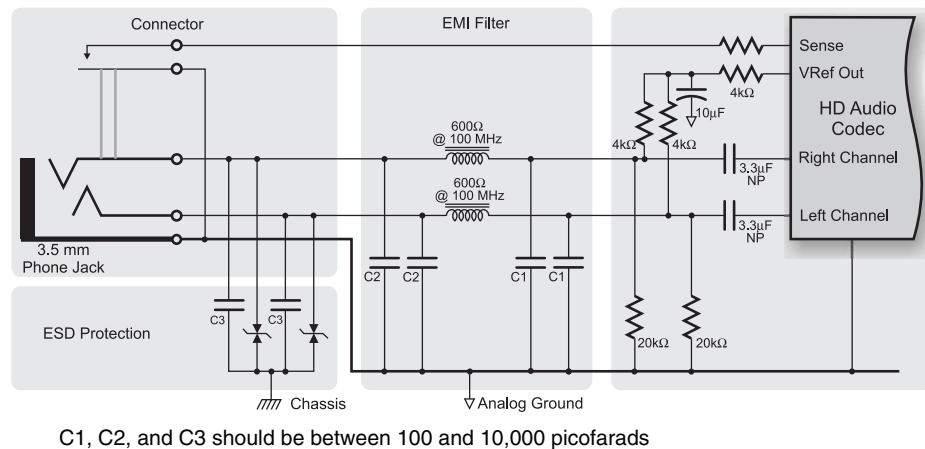 Connector
EMI Filter
Sense
VRef Out
4kΩ
10µF
HD Audio
Codec
600Ω
@ 100 MHz
4kΩ
4kΩ
Right Channel
3.3µF
NP
600Ω
@ 100 MHz
Left Channel
3.3µF
NP
3.5 mm
Phone Jack
C2
C2
C1
C1
C3
C3
ESD Protection
20kΩ
20kΩ
Chassis
Analog Ground
C1, C2, and C3 should be between 100 and 10,000 picofarads